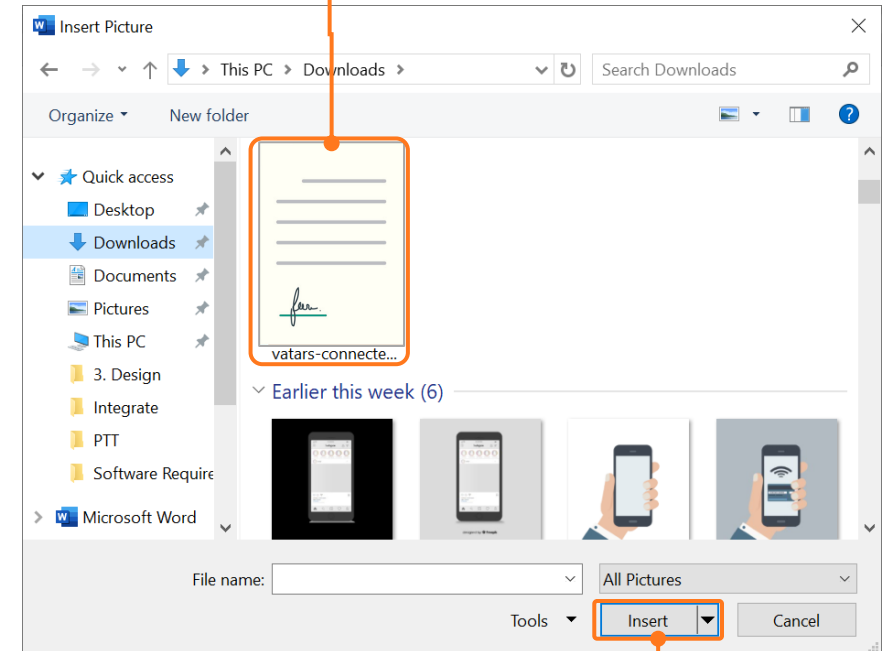 Insert Picture
This PC > Downloads >
Search Downloads
Organize
New folder
Quick access
Desktop
Downloads
Documents
Pictures
This PC
3. Design
Integrate
PTT
Software Require
Microsoft Word
vatars-connecte...
Earlier this week (6)
File name:
All Pictures
Tools
Insert
Cancel